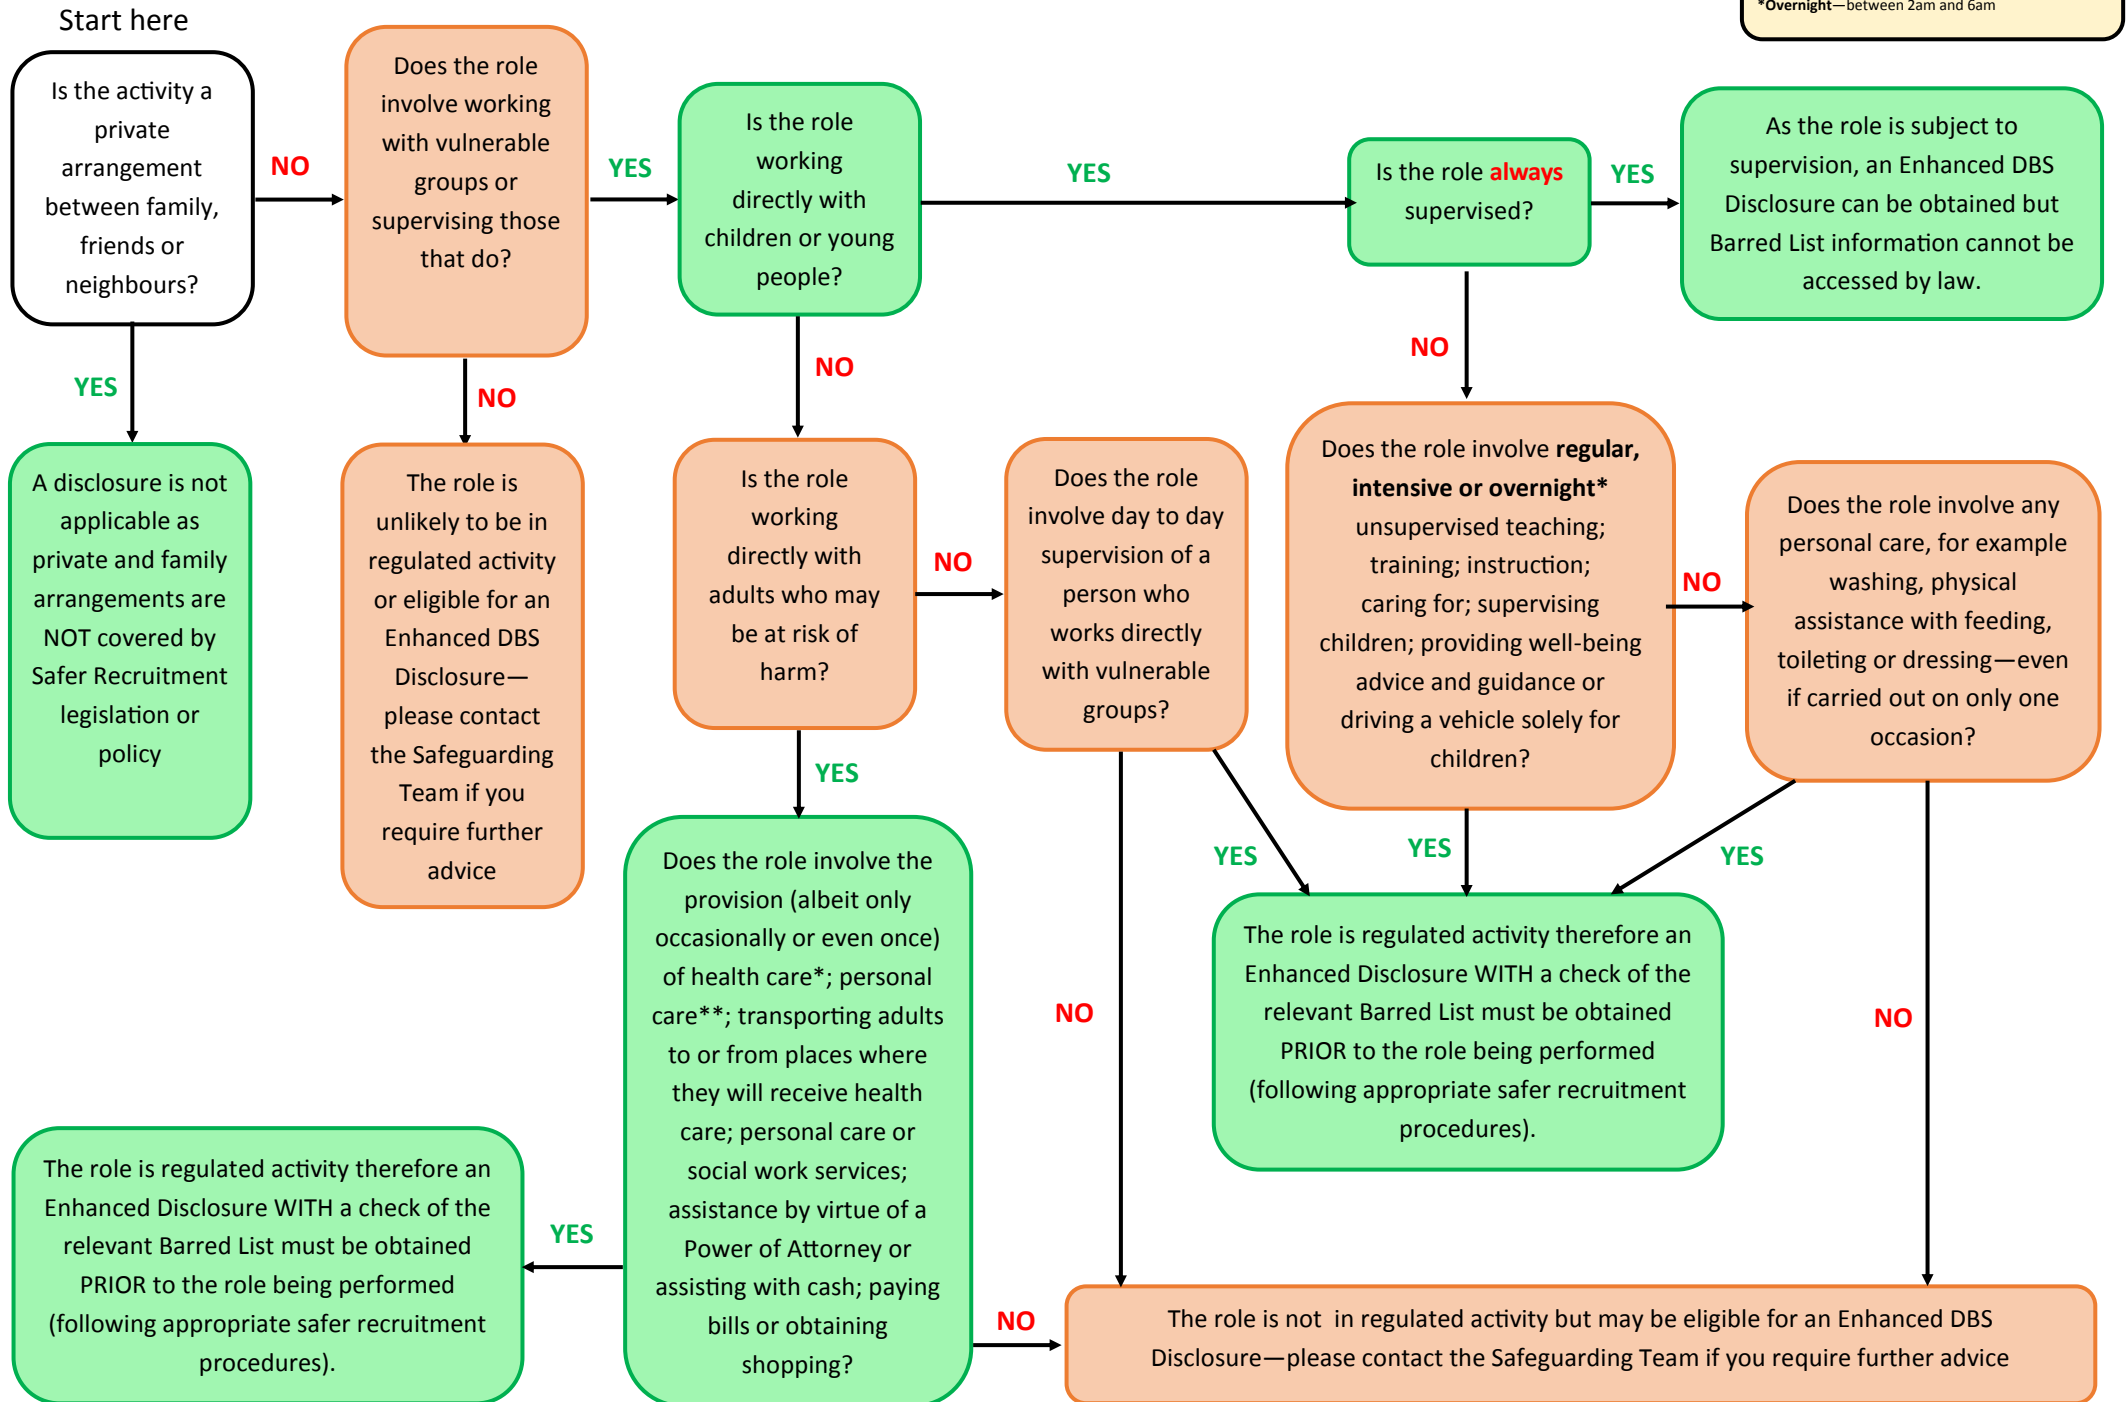 *Overnight—between 2am and 6am
Start here
Is the activity a
private
arrangement
between family,
friends or
neighbours?
NO
Does the role
involve working
with vulnerable
groups or
supervising those
that do?
YES
Is the role
working
directly with
children or young
people?
YES
Is the role always
supervised?
YES
As the role is subject to
supervision, an Enhanced DBS
Disclosure can be obtained but
Barred List information cannot be
accessed by law.
YES
NO
NO
NO
A disclosure is not
applicable as
private and family
arrangements are
NOT covered by
Safer Recruitment
legislation or
policy
The role is
unlikely to be in
regulated activity
or eligible for an
Enhanced DBS
Disclosure—
please contact
the Safeguarding
Team if you
require further
advice
Is the role
working
directly with
adults who may
be at risk of
harm?
NO
Does the role
involve day to day
supervision of a
person who
works directly
with vulnerable
groups?
Does the role involve regular,
intensive or overnight*
unsupervised teaching;
training; instruction;
caring for; supervising
children; providing well-being
advice and guidance or
driving a vehicle solely for
children?
NO
Does the role involve any
personal care, for example
washing, physical
assistance with feeding,
toileting or dressing—even
if carried out on only one
occasion?
YES
YES
YES
YES
Does the role involve the
provision (albeit only
occasionally or even once)
of health care*; personal
care**; transporting adults
to or from places where
they will receive health
care; personal care or
social work services;
assistance by virtue of a
Power of Attorney or
assisting with cash; paying
bills or obtaining
shopping?
NO
The role is regulated activity therefore an
Enhanced Disclosure WITH a check of the
relevant Barred List must be obtained
PRIOR to the role being performed
(following appropriate safer recruitment
procedures).
NO
The role is regulated activity therefore an
Enhanced Disclosure WITH a check of the
relevant Barred List must be obtained
PRIOR to the role being performed
(following appropriate safer recruitment
procedures).
YES
NO
The role is not  in regulated activity but may be eligible for an Enhanced DBS
Disclosure—please contact the Safeguarding Team if you require further advice